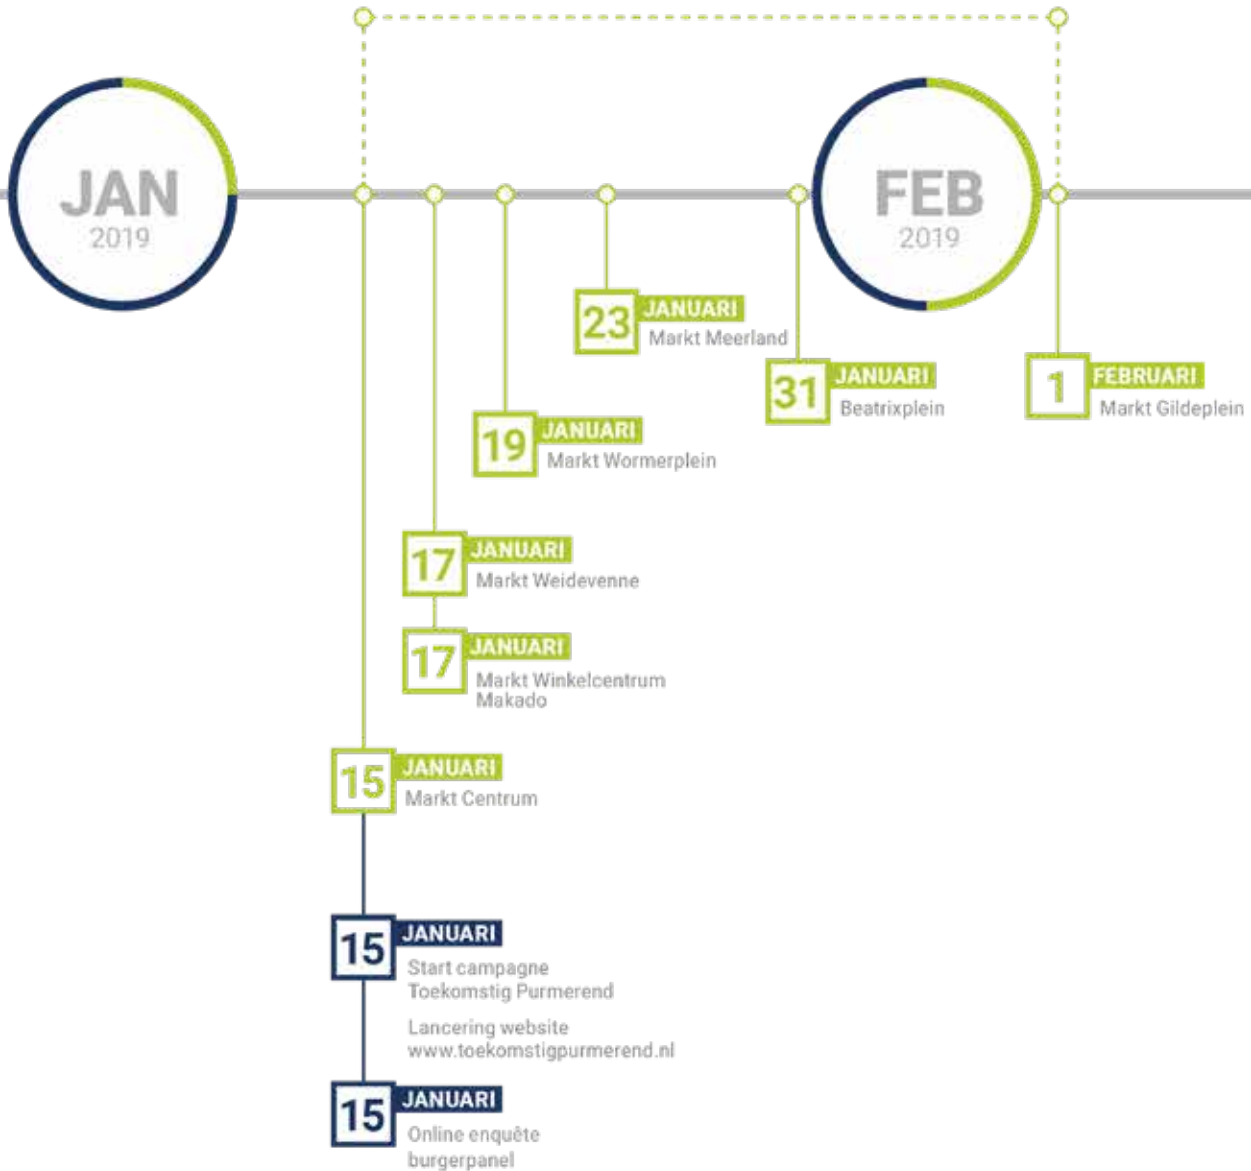 JAN
2019
FEB
2019
23
JANUARI
Markt Meerland
31
JANUARI
Beatrixplein
1
FEBRUARI
Markt Gildeplein
19
JANUARI
Markt Wormerplein
17
JANUARI
Markt Weidevenne
17
JANUARI
Markt Winkelcentrum
Makado
15
JANUARI
Markt Centrum
15
JANUARI
Start campagne
Toekomstig Purmerend
Lancering website
www.toekomstigpurmerend.nl
15
JANUARI
Online enquête
burgerpanel